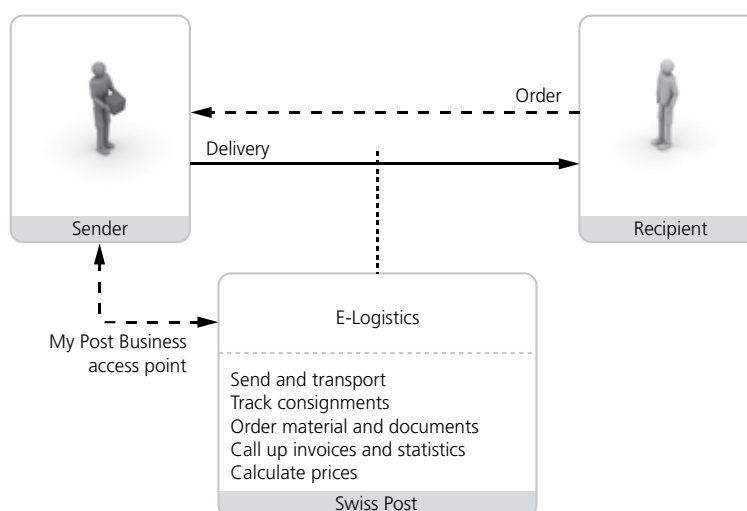 Order
Delivery
Sender
Recipient
My Post Business
access point
E-Logistics
Send and transport
Track consignments
Order material and documents
Call up invoices and statistics
Calculate prices
Swiss Post